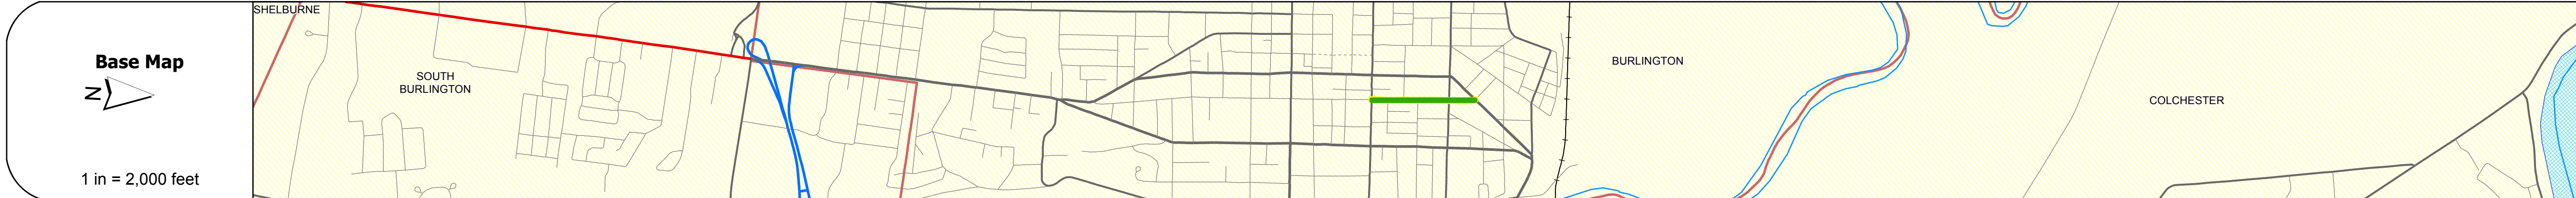 Base Map
N
1 in = 2,000 feet
SHELBURNE
SOUTH
BURLINGTON
BURLINGTON
COLCHESTER